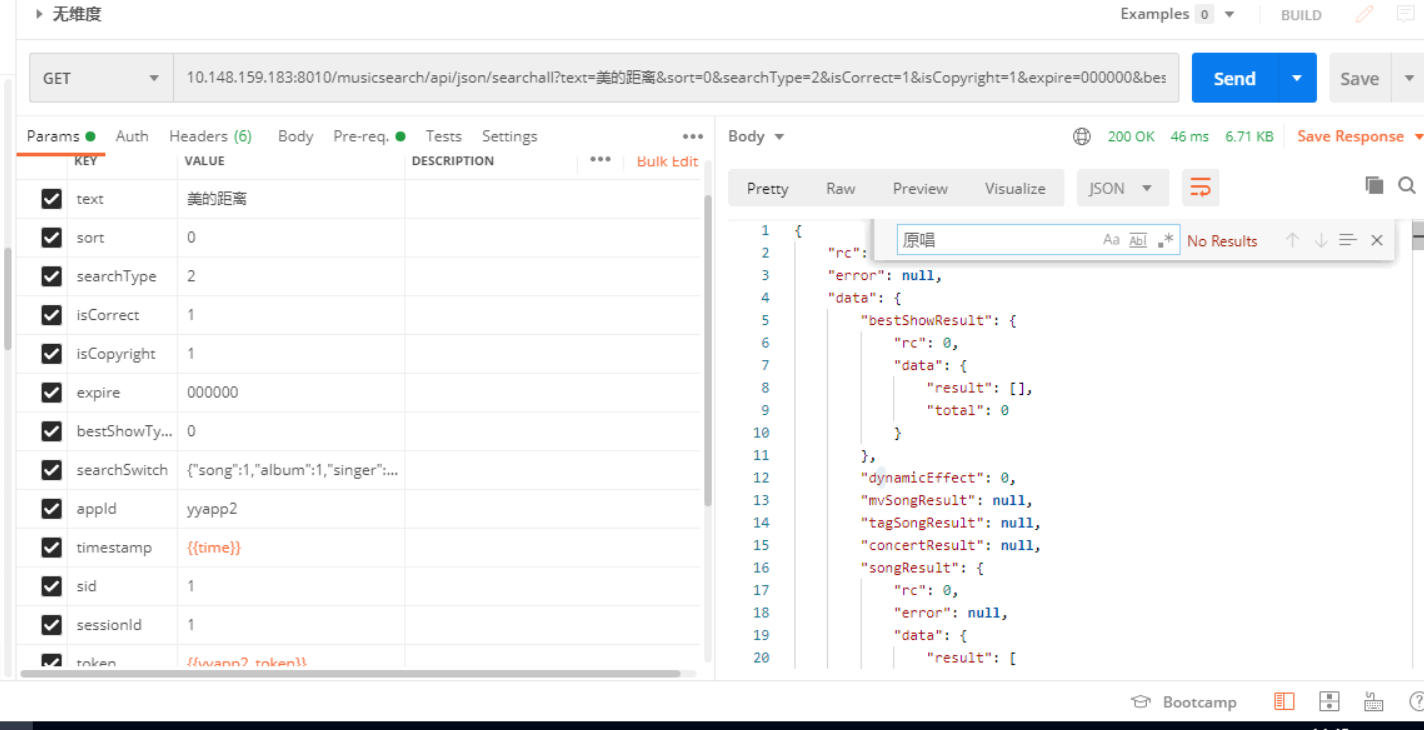 无维度
Examples 0 BUILD
GET 10.148.159.183:8010/musicsearch/api/json/searchall?text=美的距离&sort=0&searchType=2&isCorrect=1&isCopyright=1&expire=000000&bes Send Save
Params Auth Headers (6) Body Pre-req. Tests Settings
KEY VALUE DESCRIPTION Bulk Edit
text 美的距离
sort 0
searchType 2
isCorrect 1
isCopyright 1
expire 000000
bestShowTy... 0
searchSwitch {"song":1,"album":1,"singer":...
appId yyapp2
timestamp {{time}}
sid 1
sessionId 1
token {{yyapp2_token}}
Body 200 OK 46 ms 6.71 KB Save Response
Pretty Raw Preview Visualize JSON
原唱 Aa Abl .* No Results
1 {
2 "rc":
3 "error": null,
4 "data": {
5 "bestShowResult": {
6 "rc": 0,
7 "data": {
8 "result": [],
9 "total": 0
10 }
11 },
12 "dynamicEffect": 0,
13 "mvSongResult": null,
14 "tagSongResult": null,
15 "concertResult": null,
16 "songResult": {
17 "rc": 0,
18 "error": null,
19 "data": {
20 "result": [
Bootcamp